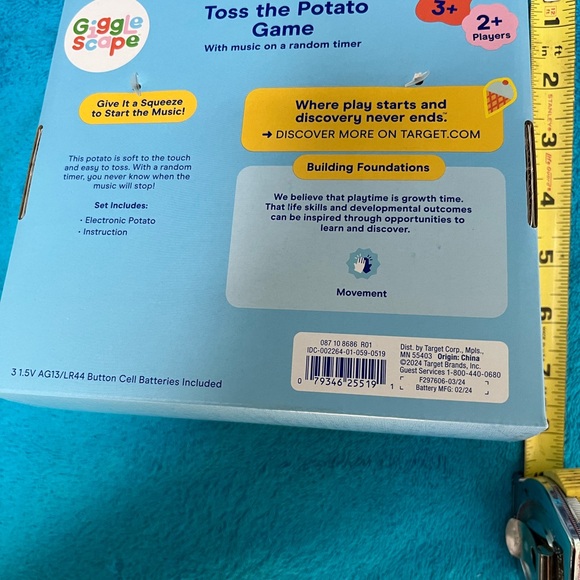 Giggle
Scape
Toss the Potato
Game
With music on a random timer
3+
2+
Players
Give It a Squeeze
to Start the Music!
Where play starts and
discovery never ends.™
→ DISCOVER MORE ON TARGET.COM
Building Foundations
This potato is soft to the touch
and easy to toss. With a random
timer, you never know when the
music will stop!
Set Includes:
• Electronic Potato
• Instruction
We believe that playtime is growth time.
That life skills and developmental outcomes
can be inspired through opportunities to
learn and discover.
Movement
087 10 8686 R01
IDC-002264-01-059-0519
0 79346 25519 1
Dist. by Target Corp., Mpls.,
MN 55403 Origin: China
©2024 Target Brands, Inc.
Guest Services 1-800-440-0680
F297606-03/24
Battery MFG: 02/24
3 1.5V AG13/LR44 Button Cell Batteries Included
1
ft
2
STANLEY
3
4
5
6
7